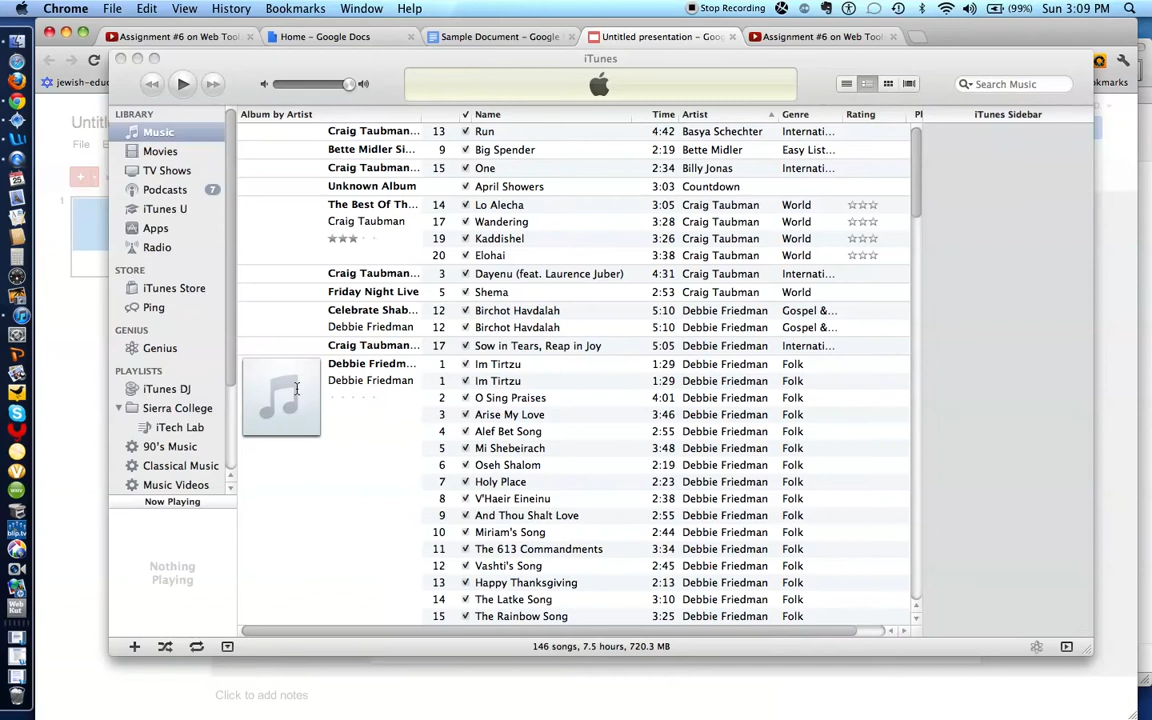 Chrome File Edit View History Bookmarks Window Help Stop Recording (99%) Sun 3:09 PM
Assignment #6 on Web Tool: Home - Google Docs Sample Document - Google Untitled presentation - Goo Assignment #6 on Web Tool:
jewish-edu
Untitl
File
1
iTunes
Search Music
LIBRARY
Music
Movies
TV Shows
Podcasts 7
iTunes U
Apps
Radio
STORE
iTunes Store
Ping
GENIUS
Genius
PLAYLISTS
iTunes DJ
Sierra College
iTech Lab
90's Music
Classical Music
Music Videos
Now Playing
Nothing
Playing
Album by Artist Name Time Artist Genre Rating Pl iTunes Sidebar
Craig Taubman... 13 Run 4:42 Basya Schechter Internati...
Bette Midler Si... 9 Big Spender 2:19 Bette Midler Easy List...
Craig Taubman... 15 One 2:34 Billy Jonas Internati...
Unknown Album April Showers 3:03 Countdown
The Best Of Th... 14 Lo Alecha 3:05 Craig Taubman World
Craig Taubman 17 Wandering 3:28 Craig Taubman World
19 Kaddishel 3:26 Craig Taubman World
20 Elohai 3:38 Craig Taubman World
Craig Taubman... 3 Dayenu (feat. Laurence Juber) 4:31 Craig Taubman Internati...
Friday Night Live 5 Shema 2:53 Craig Taubman World
Celebrate Shab... 12 Birchot Havdalah 5:10 Debbie Friedman Gospel &...
Debbie Friedman 12 Birchot Havdalah 5:10 Debbie Friedman Gospel &...
Craig Taubman... 17 Sow in Tears, Reap in Joy 5:05 Debbie Friedman Internati...
Debbie Friedm... 1 Im Tirtzu 1:29 Debbie Friedman Folk
Debbie Friedman 1 Im Tirtzu 1:29 Debbie Friedman Folk
2 O Sing Praises 4:01 Debbie Friedman Folk
3 Arise My Love 3:46 Debbie Friedman Folk
4 Alef Bet Song 2:55 Debbie Friedman Folk
5 Mi Shebeirach 3:48 Debbie Friedman Folk
6 Oseh Shalom 2:19 Debbie Friedman Folk
7 Holy Place 2:23 Debbie Friedman Folk
8 V'Haeir Eineinu 2:38 Debbie Friedman Folk
9 And Thou Shalt Love 2:55 Debbie Friedman Folk
10 Miriam's Song 2:44 Debbie Friedman Folk
11 The 613 Commandments 3:34 Debbie Friedman Folk
12 Vashti's Song 2:45 Debbie Friedman Folk
13 Happy Thanksgiving 2:13 Debbie Friedman Folk
14 The Latke Song 3:10 Debbie Friedman Folk
15 The Rainbow Song 3:25 Debbie Friedman Folk
146 songs, 7.5 hours, 720.3 MB
Click to add notes